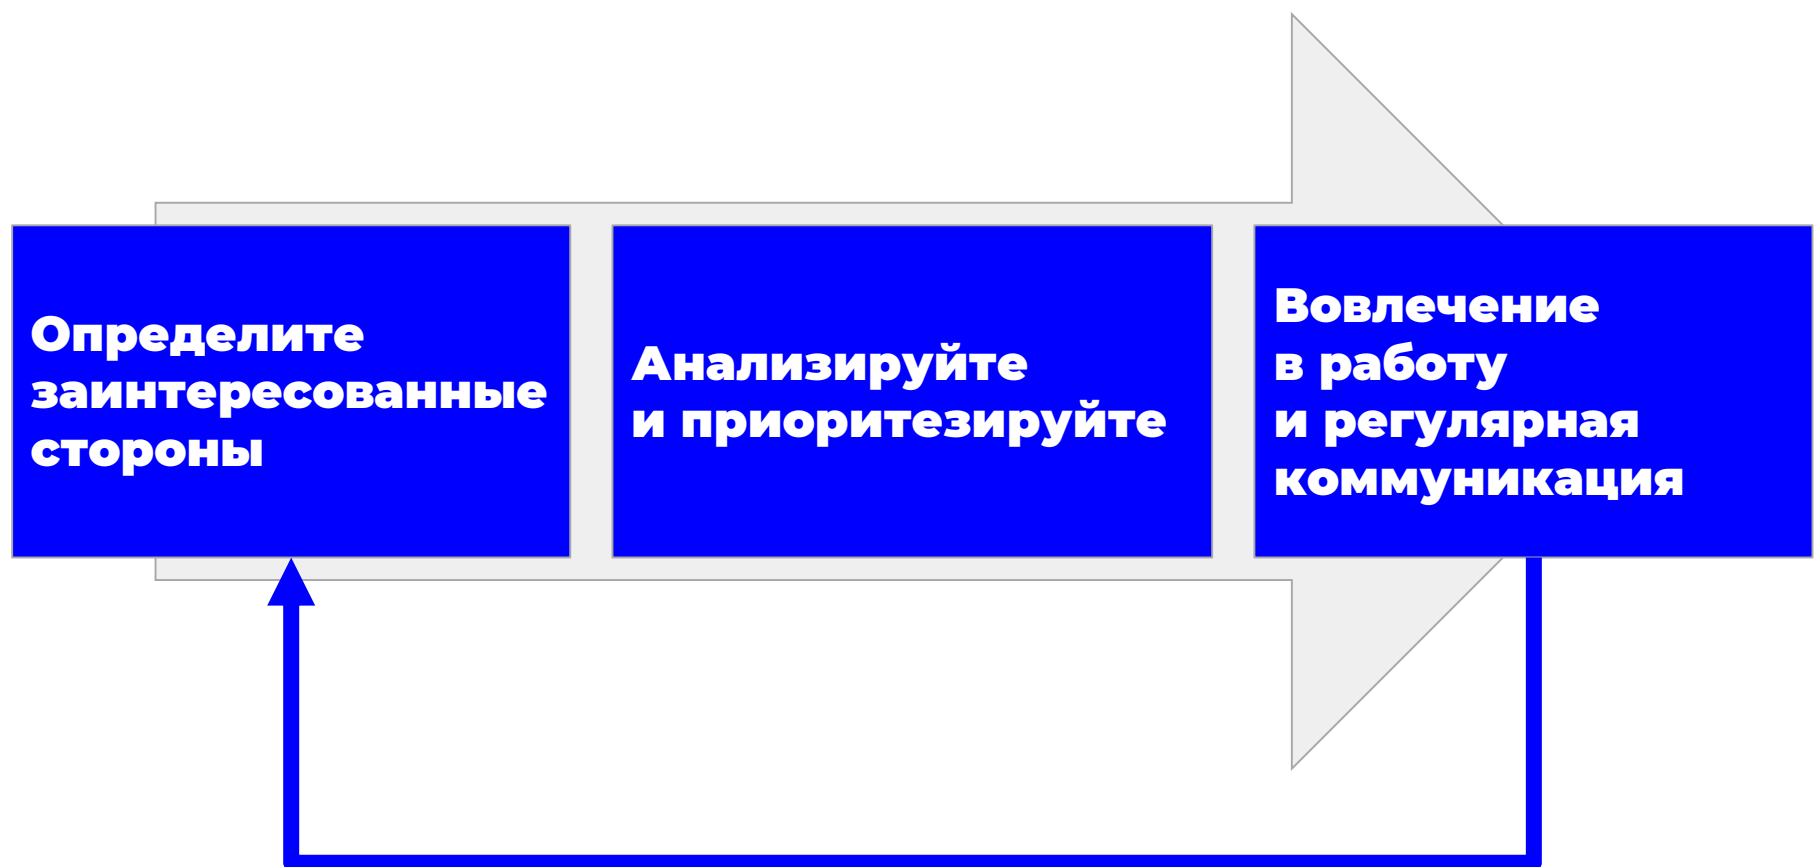 Определите
заинтересованные
стороны
Анализируйте
и приоритезируйте
Вовлечение
в работу
и регулярная
коммуникация